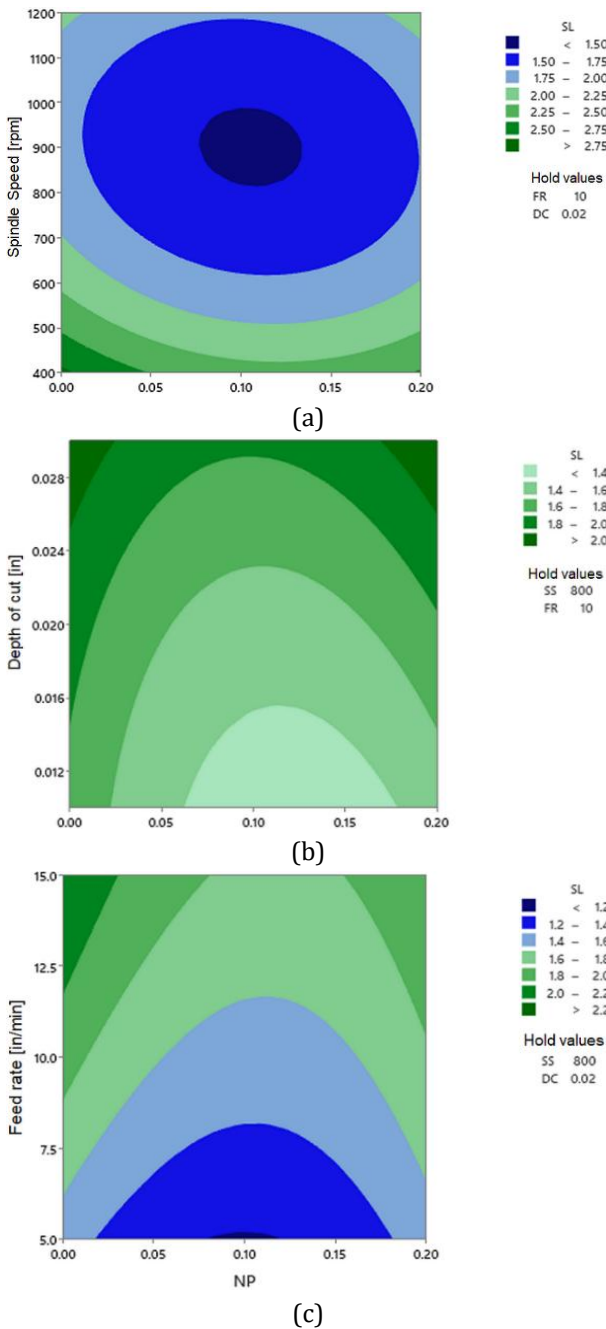 Spindle Speed [rpm]
1200
1100
1000
900
800
700
600
500
400
0.00 0.05 0.10 0.15 0.20
SL
< 1.50
1.50 – 1.75
1.75 – 2.00
2.00 – 2.25
2.25 – 2.50
2.50 – 2.75
> 2.75
Hold values
FR 10
DC 0.02
(a)
Depth of cut [in]
0.028
0.024
0.020
0.016
0.012
0.00 0.05 0.10 0.15 0.20
SL
< 1.4
1.4 – 1.6
1.6 – 1.8
1.8 – 2.0
> 2.0
Hold values
SS 800
FR 10
(b)
Feed rate [in/min]
15.0
12.5
10.0
7.5
5.0
0.00 0.05 0.10 0.15 0.20
NP
SL
< 1.2
1.2 – 1.4
1.4 – 1.6
1.6 – 1.8
1.8 – 2.0
2.0 – 2.2
> 2.2
Hold values
SS 800
DC 0.02
(c)